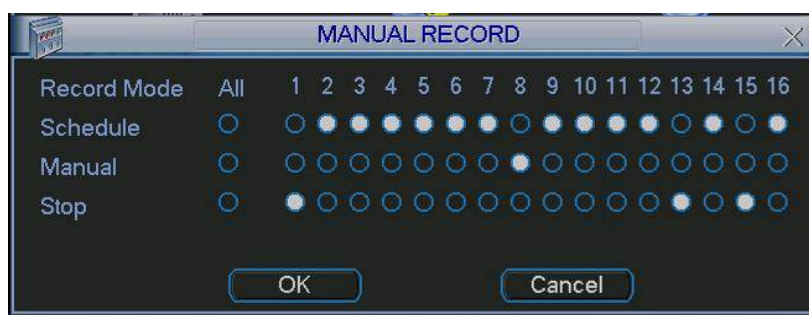 MANUAL RECORD
Record Mode All 1 2 3 4 5 6 7 8 9 10 11 12 13 14 15 16
Schedule
Manual
Stop
OK Cancel